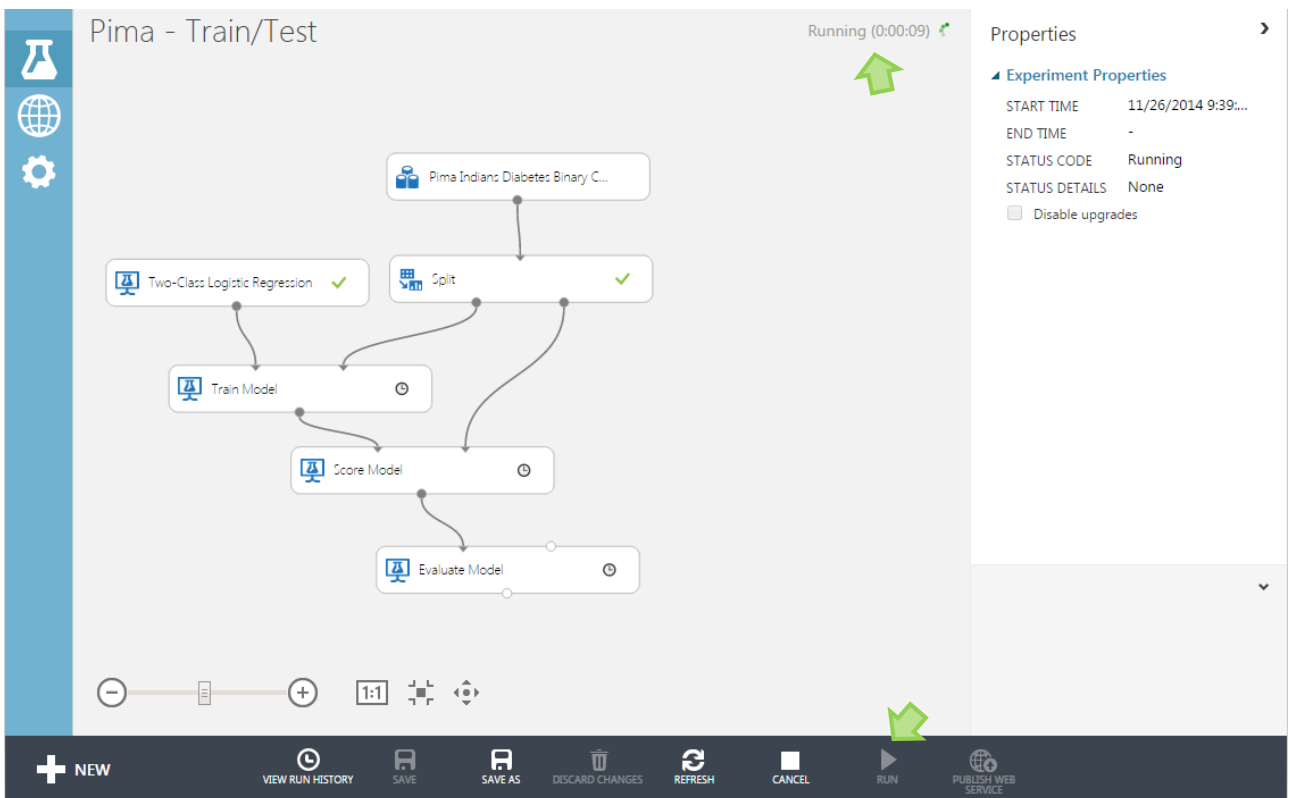 Pima - Train/Test
Running (0:00:09)
Properties
Experiment Properties
START TIME 11/26/2014 9:39:...
END TIME -
STATUS CODE Running
STATUS DETAILS None
Disable upgrades
Pima Indians Diabetes Binary C...
Two-Class Logistic Regression
Split
Train Model
Score Model
Evaluate Model
1:1
NEW
VIEW RUN HISTORY
SAVE
SAVE AS
DISCARD CHANGES
REFRESH
CANCEL
RUN
PUBLISH WEB
SERVICE